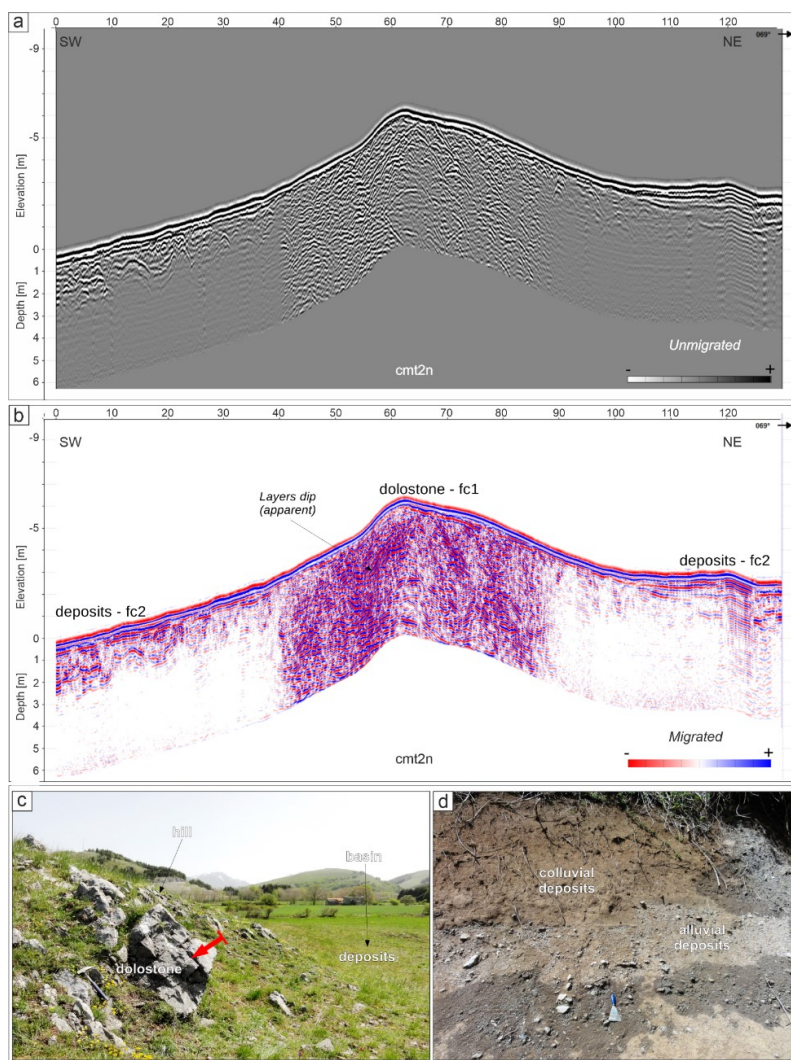 a
0 10 20 30 40 50 60 70 80 90 100 110 120
069°
SW
NE
-9
-5
0
1
2
3
4
5
6
Elevation [m]
Depth [m]
Unmigrated
cmt2n
- +
b
0 10 20 30 40 50 60 70 80 90 100 110 120
069°
SW
NE
-9
-5
0
1
2
3
4
5
6
Elevation [m]
Depth [m]
dolostone - fc1
Layers dip
(apparent)
deposits - fc2
deposits - fc2
Migrated
cmt2n
- +
c
hill
basin
dolostone
deposits
d
colluvial
deposits
alluvial
deposits